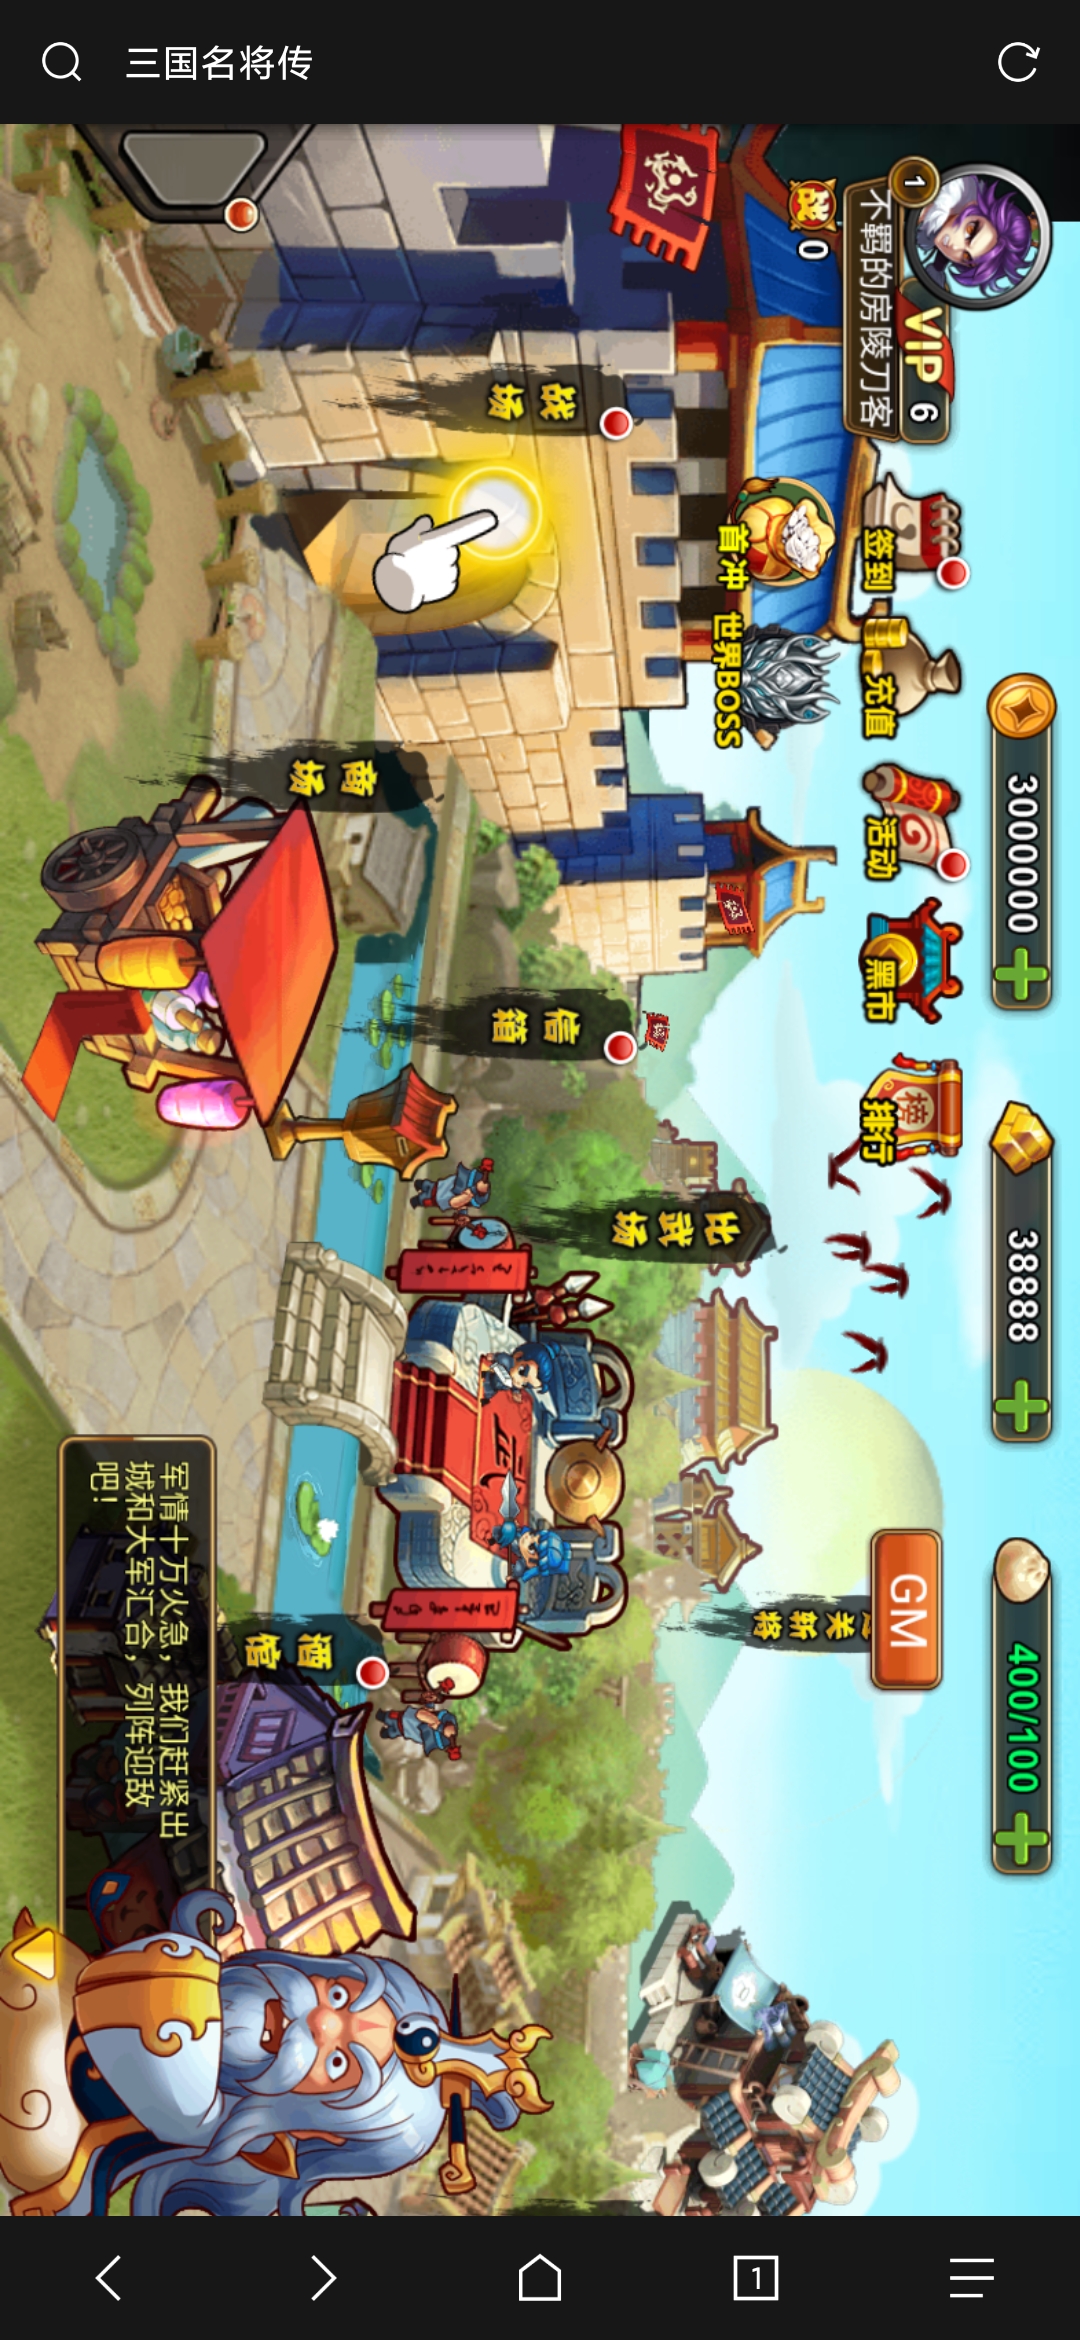 三国名将传
1
不羁的房陵刀客
VIP 6
战 0
3000000
38888
400/100
签到
充值
活动
黑市
排行
首冲
世界BOSS
GM
战场
商场
信箱
比武场
过关斩将
酒馆
军情十万火急，我们赶紧出
城和大军汇合，列阵迎敌
吧！
1